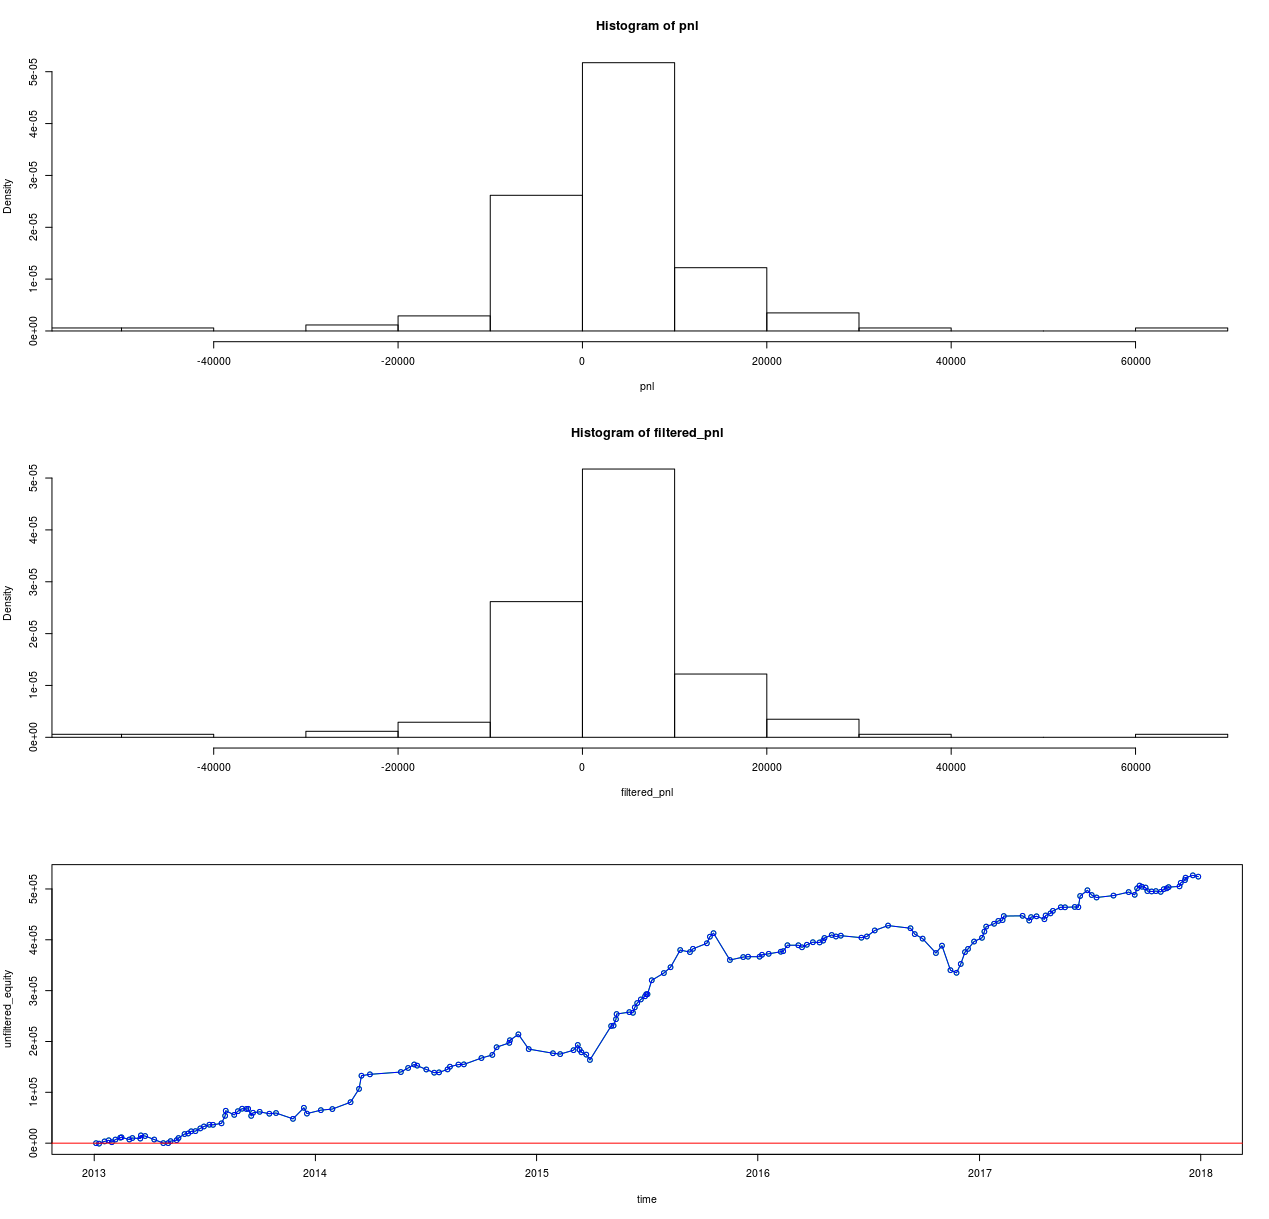 Histogram of pnl
5e-05
4e-05
3e-05
2e-05
1e-05
0e+00
Density
-40000 -20000 0 20000 40000 60000
pnl
Histogram of filtered_pnl
5e-05
4e-05
3e-05
2e-05
1e-05
0e+00
Density
-40000 -20000 0 20000 40000 60000
filtered_pnl
5e+05
4e+05
3e+05
2e+05
1e+05
0e+00
unfiltered_equity
2013 2014 2015 2016 2017 2018
time